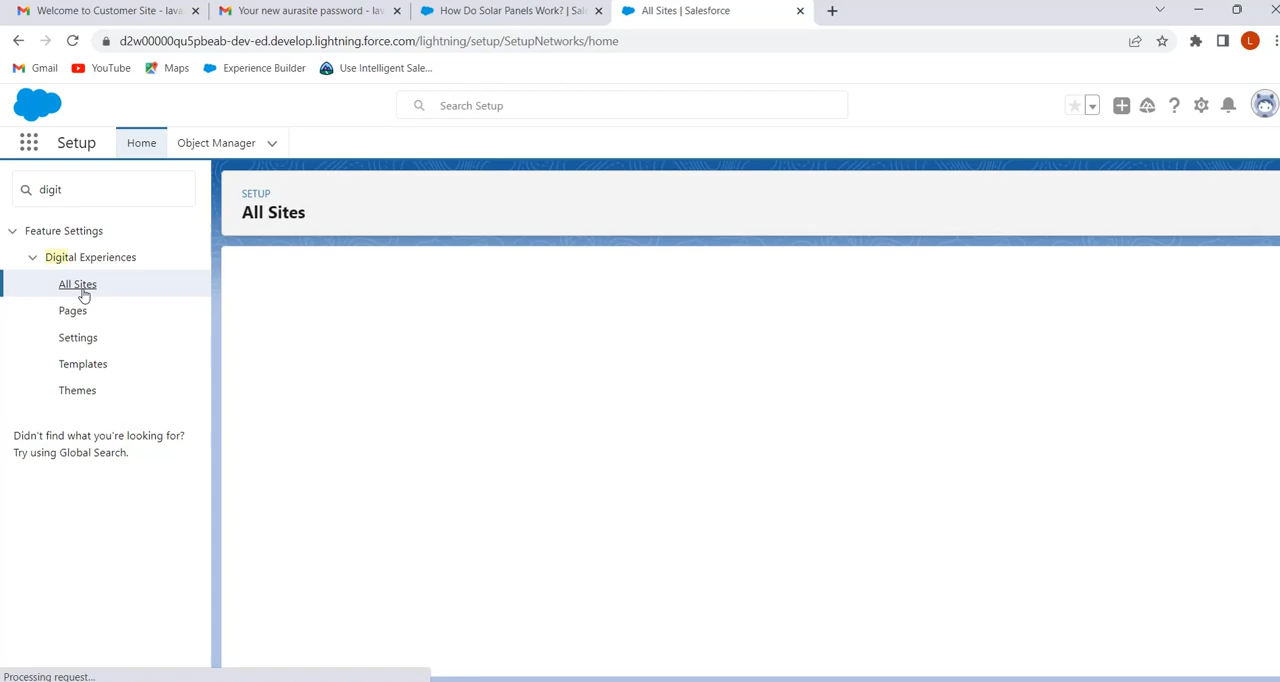 Welcome to Customer Site - lava
Your new aurasite password - lav
How Do Solar Panels Work? | Sale
All Sites | Salesforce
d2w00000qu5pbeab-dev-ed.develop.lightning.force.com/lightning/setup/SetupNetworks/home
L
Gmail
YouTube
Maps
Experience Builder
Use Intelligent Sale...
Search Setup
Setup
Home
Object Manager
digit
SETUP
All Sites
Feature Settings
Digital Experiences
All Sites
Pages
Settings
Templates
Themes
Didn't find what you're looking for?
Try using Global Search.
Processing request...